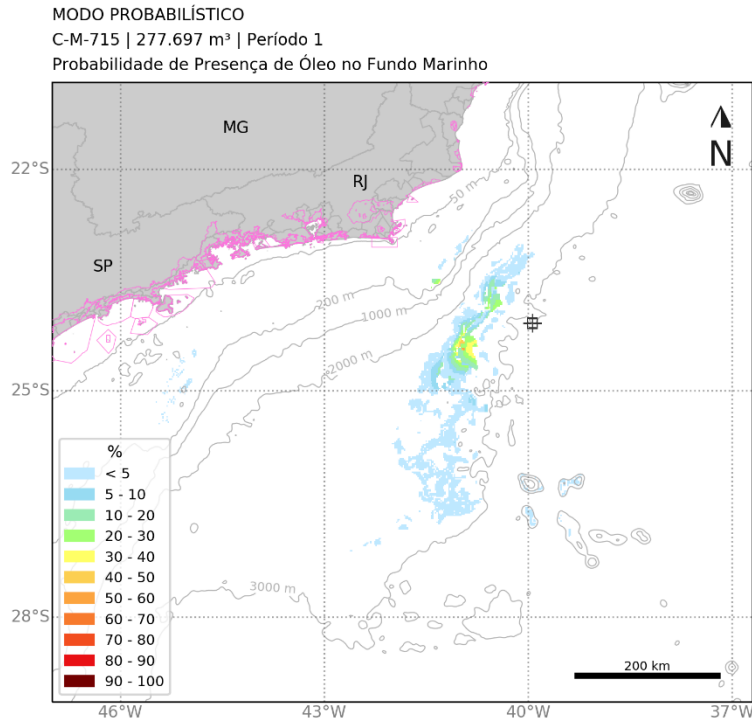 MODO PROBABILÍSTICO
C-M-715 | 277.697 m³ | Período 1
Probabilidade de Presença de Óleo no Fundo Marinho
MG
N
22°S
RJ
50 m
SP
200 m
1000 m
2000 m
25°S
%
< 5
5 - 10
10 - 20
20 - 30
30 - 40
40 - 50
50 - 60
60 - 70
70 - 80
80 - 90
90 - 100
3000 m
28°S
200 km
46°W
43°W
40°W
37°W